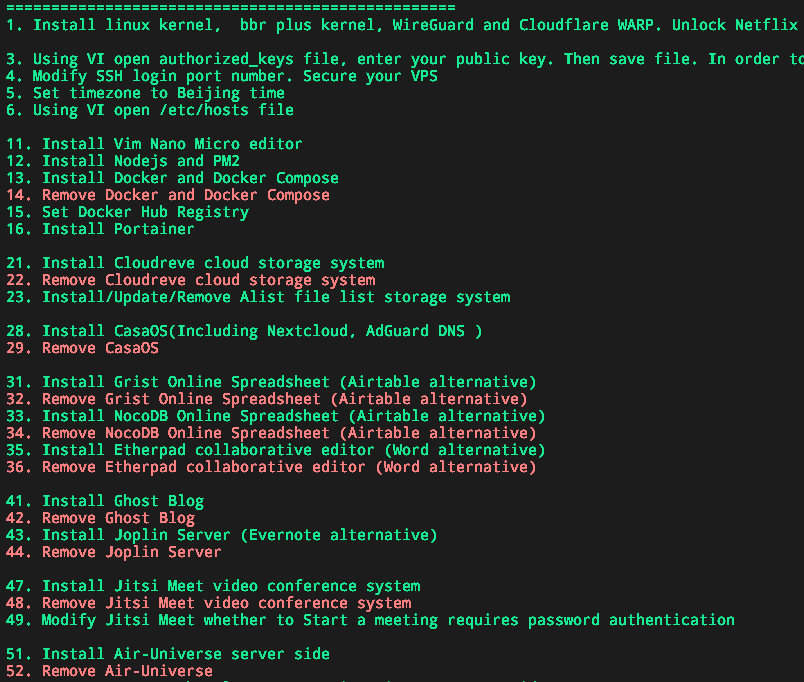 ==================================================
1. Install linux kernel,  bbr plus kernel, WireGuard and Cloudflare WARP. Unlock Netflix
3. Using VI open authorized_keys file, enter your public key. Then save file. In order to
4. Modify SSH login port number. Secure your VPS
5. Set timezone to Beijing time
6. Using VI open /etc/hosts file
11. Install Vim Nano Micro editor
12. Install Nodejs and PM2
13. Install Docker and Docker Compose
14. Remove Docker and Docker Compose
15. Set Docker Hub Registry
16. Install Portainer
21. Install Cloudreve cloud storage system
22. Remove Cloudreve cloud storage system
23. Install/Update/Remove Alist file list storage system
28. Install CasaOS(Including Nextcloud, AdGuard DNS )
29. Remove CasaOS
31. Install Grist Online Spreadsheet (Airtable alternative)
32. Remove Grist Online Spreadsheet (Airtable alternative)
33. Install NocoDB Online Spreadsheet (Airtable alternative)
34. Remove NocoDB Online Spreadsheet (Airtable alternative)
35. Install Etherpad collaborative editor (Word alternative)
36. Remove Etherpad collaborative editor (Word alternative)
41. Install Ghost Blog
42. Remove Ghost Blog
43. Install Joplin Server (Evernote alternative)
44. Remove Joplin Server
47. Install Jitsi Meet video conference system
48. Remove Jitsi Meet video conference system
49. Modify Jitsi Meet whether to Start a meeting requires password authentication
51. Install Air-Universe server side
52. Remove Air-Universe